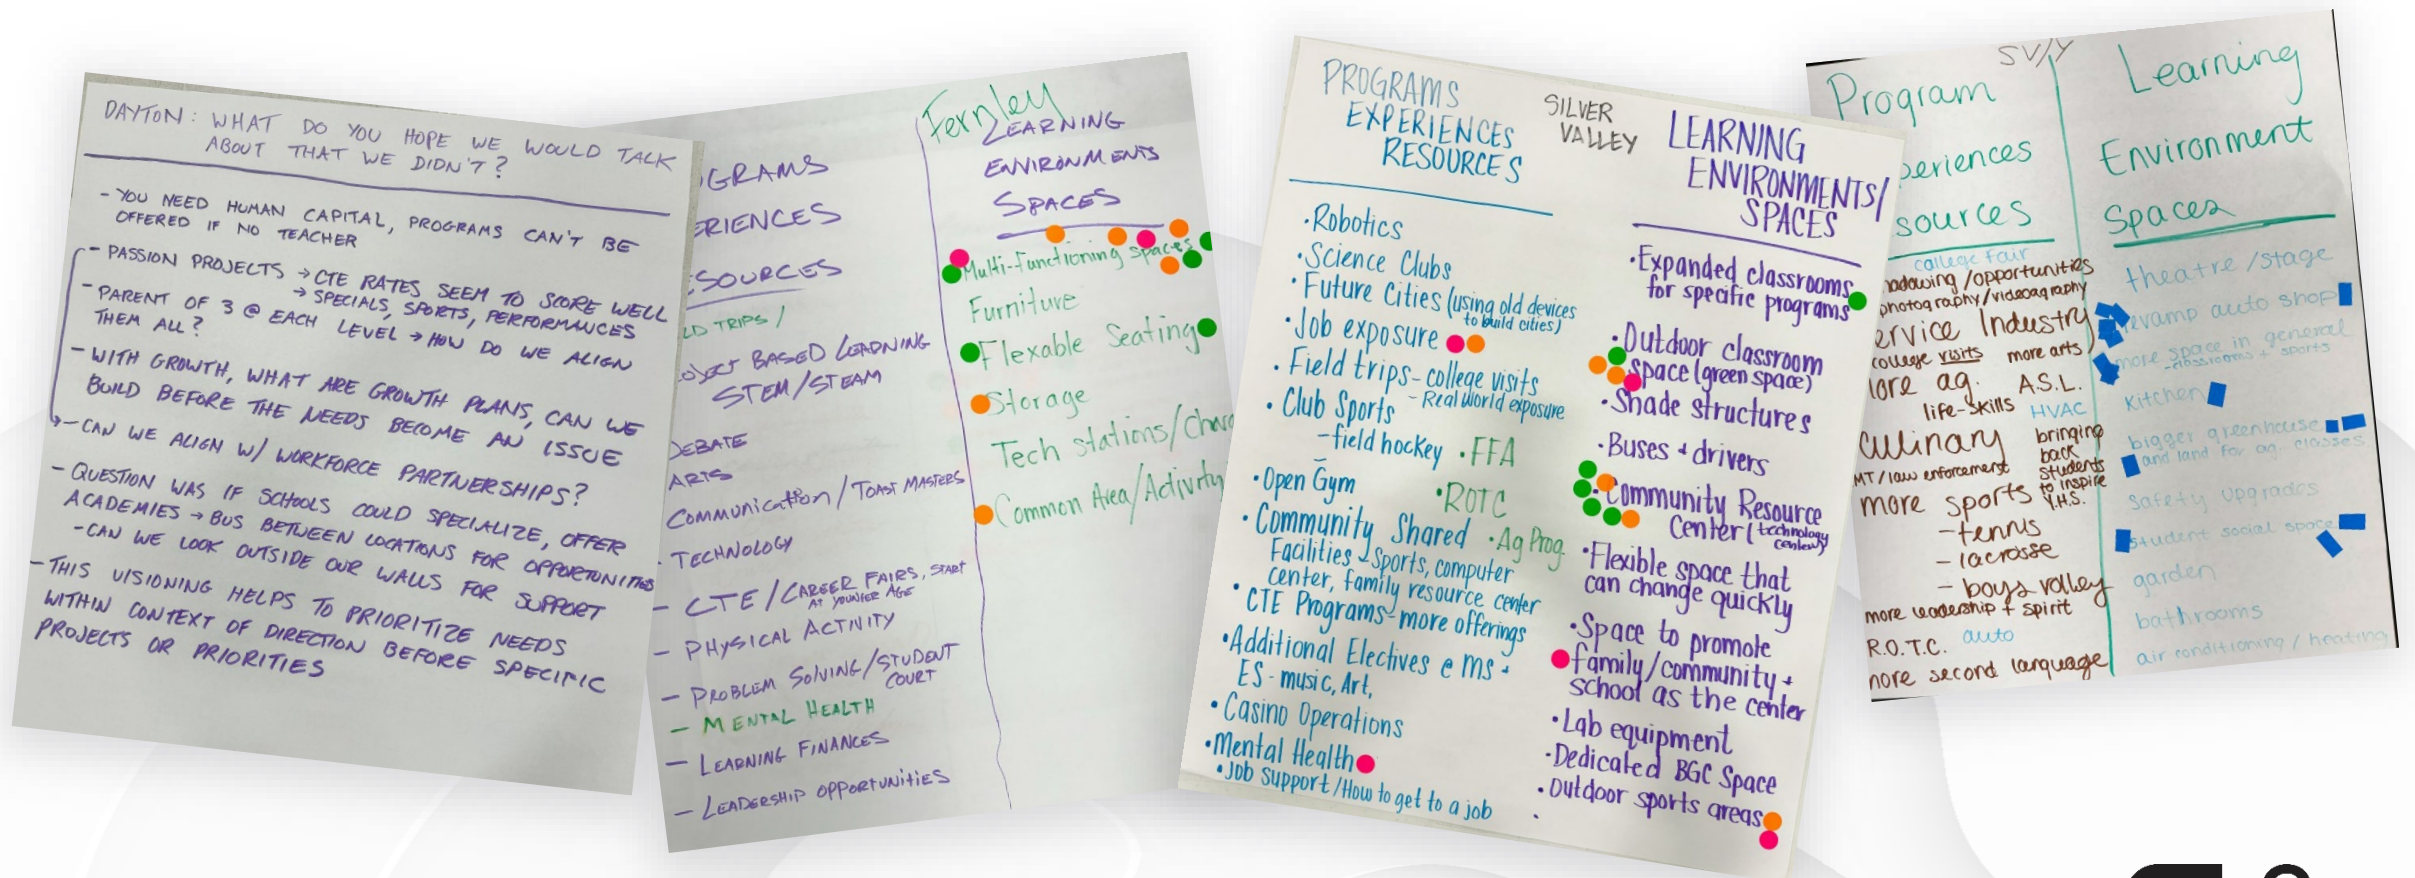 DAYTON: WHAT DO YOU HOPE WE WOULD TALK
ABOUT THAT WE DIDN'T?
- YOU NEED HUMAN CAPITAL, PROGRAMS CAN'T BE
OFFERED IF NO TEACHER
- PASSION PROJECTS → CTE RATES SEEM TO SCORE WELL
→ SPECIALS, SPORTS, PERFORMANCES
- PARENT OF 3 @ EACH LEVEL → HOW DO WE ALIGN
THEM ALL?
- WITH GROWTH, WHAT ARE GROWTH PLANS, CAN WE
BUILD BEFORE THE NEEDS BECOME AN ISSUE
- CAN WE ALIGN W/ WORKFORCE PARTNERSHIPS?
- QUESTION WAS IF SCHOOLS COULD SPECIALIZE, OFFER
ACADEMIES → BUS BETWEEN LOCATIONS FOR OPPORTUNITIES
- CAN WE LOOK OUTSIDE OUR WALLS FOR SUPPORT
- THIS VISIONING HELPS TO PRIORITIZE NEEDS
WITHIN CONTEXT OF DIRECTION BEFORE SPECIFIC
PROJECTS OR PRIORITIES
GRAMS
ERIENCES
SOURCES
LD TRIPS /
OJECT BASED LEARNING
STEM/STEAM
DEBATE
ARTS
COMMUNICATION / TOAST MASTERS
- TECHNOLOGY
- CTE / CAREER FAIRS, START
AT YOUNGER AGE
- PHYSICAL ACTIVITY
- PROBLEM SOLVING/STUDENT
COURT
- MENTAL HEALTH
- LEARNING FINANCES
- LEADERSHIP OPPORTUNITIES
Fernley
LEARNING
ENVIRONMENTS
SPACES
Multi-Functioning spaces
Furniture
Flexable Seating
Storage
Tech stations/Charg
Common Area/Activity
PROGRAMS
EXPERIENCES
RESOURCES
SILVER
VALLEY
• Robotics
• Science Clubs
• Future Cities (using old devices
to build cities)
• Job exposure
• Field trips - college visits
- Real World exposure
• Club Sports
- field hockey
• FFA
• ROTC
• Ag Prog.
• Open Gym
• Community Shared
Facilities - Sports, computer
center, family resource center
• CTE Programs - more offerings
• Additional Electives @ MS +
ES - music, Art,
• Casino Operations
• Mental Health
• Job support / How to get to a job
LEARNING
ENVIRONMENTS/
SPACES
• Expanded classrooms
for specific programs
• Outdoor classroom
space (green space)
• Shade structures
• Buses + drivers
• Community Resource
Center (technology
center)
• Flexible space that
can change quickly
• Space to promote
family/community +
school as the center
• Lab equipment
• Dedicated BGC Space
• Outdoor sports areas
•
SV/Y
Program
periences
sources
college fair
hadowing /opportunities
photography/videography
ervice Industry
college visits more arts
ore ag. A.S.L.
life-skills HVAC
culinary
bringing
back
students
to inspire
Y.H.S.
MT / law enforcement
more sports
- tennis
- lacrosse
- boys volley
more leadership + spirit
R.O.T.C. auto
more second language
Learning
Environment
Spaces
theatre / stage
revamp auto shop
more space in general
- classrooms + sports
kitchen
bigger greenhouse
and land for ag. classes
safety upgrades
student social space
garden
bathrooms
air conditioning / heating